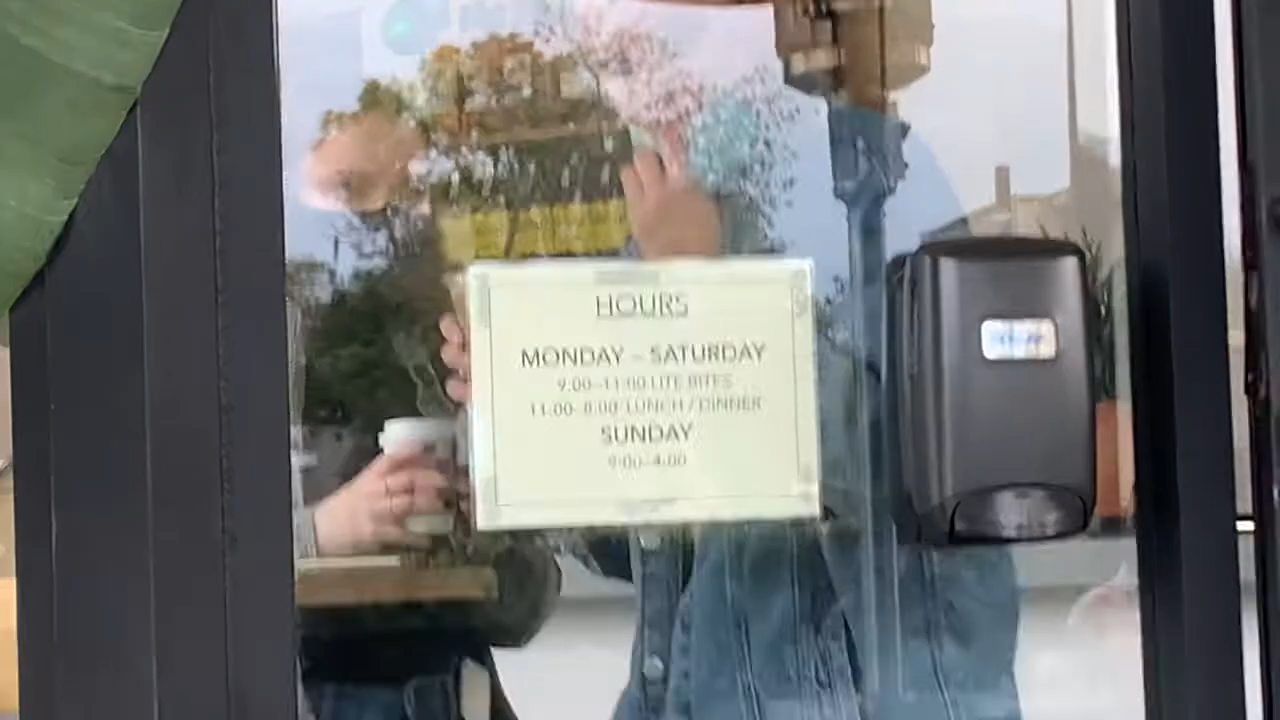 HOURS
MONDAY – SATURDAY
9:00–11:00 LITE BITES
11:00–8:00 LUNCH / DINNER
SUNDAY
9:00–4:00